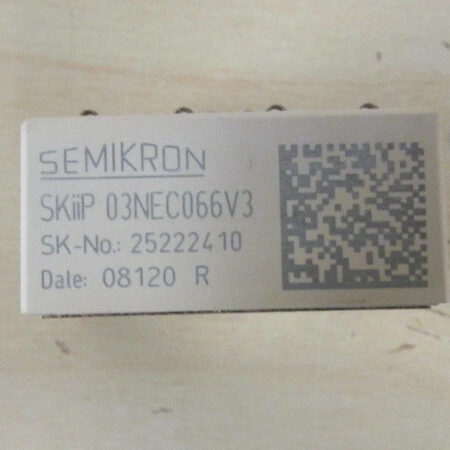 SEMIKRON
SKiiP 03NEC066V3
SK-No.: 25222410
Date: 08120 R